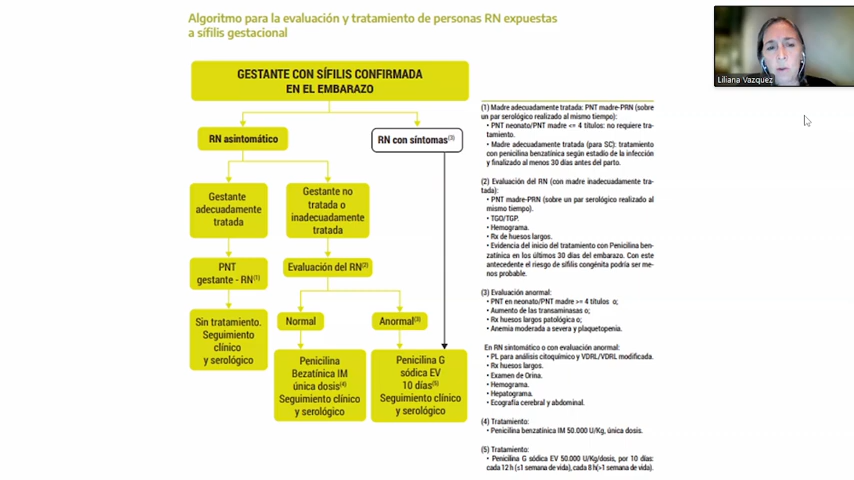 Algoritmo para la evaluación y tratamiento de personas RN expuestas
a sífilis gestacional
GESTANTE CON SÍFILIS CONFIRMADA
EN EL EMBARAZO
RN asintomático
RN con síntomas(3)
Gestante
adecuadamente
tratada
Gestante no
tratada o
inadecuadamente
tratada
PNT
gestante - RN(1)
Evaluación del RN(2)
Sin tratamiento.
Seguimiento
clínico
y serológico
Normal
Anormal(3)
Penicilina
Bezatínica IM
única dosis(4)
Seguimiento clínico
y serológico
Penicilina G
sódica EV
10 días(5)
Seguimiento clínico
y serológico
(1) Madre adecuadamente tratada: PNT madre-PRN (sobre
un par serológico realizado al mismo tiempo):
• PNT neonato/PNT madre <= 4 títulos: no requiere tra-
tamiento.
• Madre adecuadamente tratada (para SC): tratamiento
con penicilina benzatínica según estadio de la infección
y finalizado al menos 30 días antes del parto.
(2) Evaluación del RN (con madre inadecuadamente tra-
tada):
• PNT madre-PRN (sobre un par serológico realizado al
mismo tiempo).
• TGO/TGP.
• Hemograma.
• Rx de huesos largos.
• Evidencia del inicio del tratamiento con Penicilina ben-
zatínica en los últimos 30 días del embarazo. Con este
antecedente el riesgo de sífilis congénita podría ser me-
nos probable.
(3) Evaluación anormal:
• PNT en neonato/PNT madre >= 4 títulos o;
• Aumento de las transaminasas o;
• Rx huesos largos patológica o;
• Anemia moderada a severa y plaquetopenia.
En RN sintomático o con evaluación anormal:
• PL para análisis citoquímico y VDRL/VDRL modificada.
• Rx huesos largos.
• Examen de Orina.
• Hemograma.
• Hepatograma.
• Ecografía cerebral y abdominal.
(4) Tratamiento:
• Penicilina benzatínica IM 50.000 U/Kg, única dosis.
(5) Tratamiento:
• Penicilina G sódica EV 50.000 U/Kg/dosis, por 10 días:
cada 12 h (≤1 semana de vida), cada 8 h(>1 semana de vida).
Liliana Vazquez